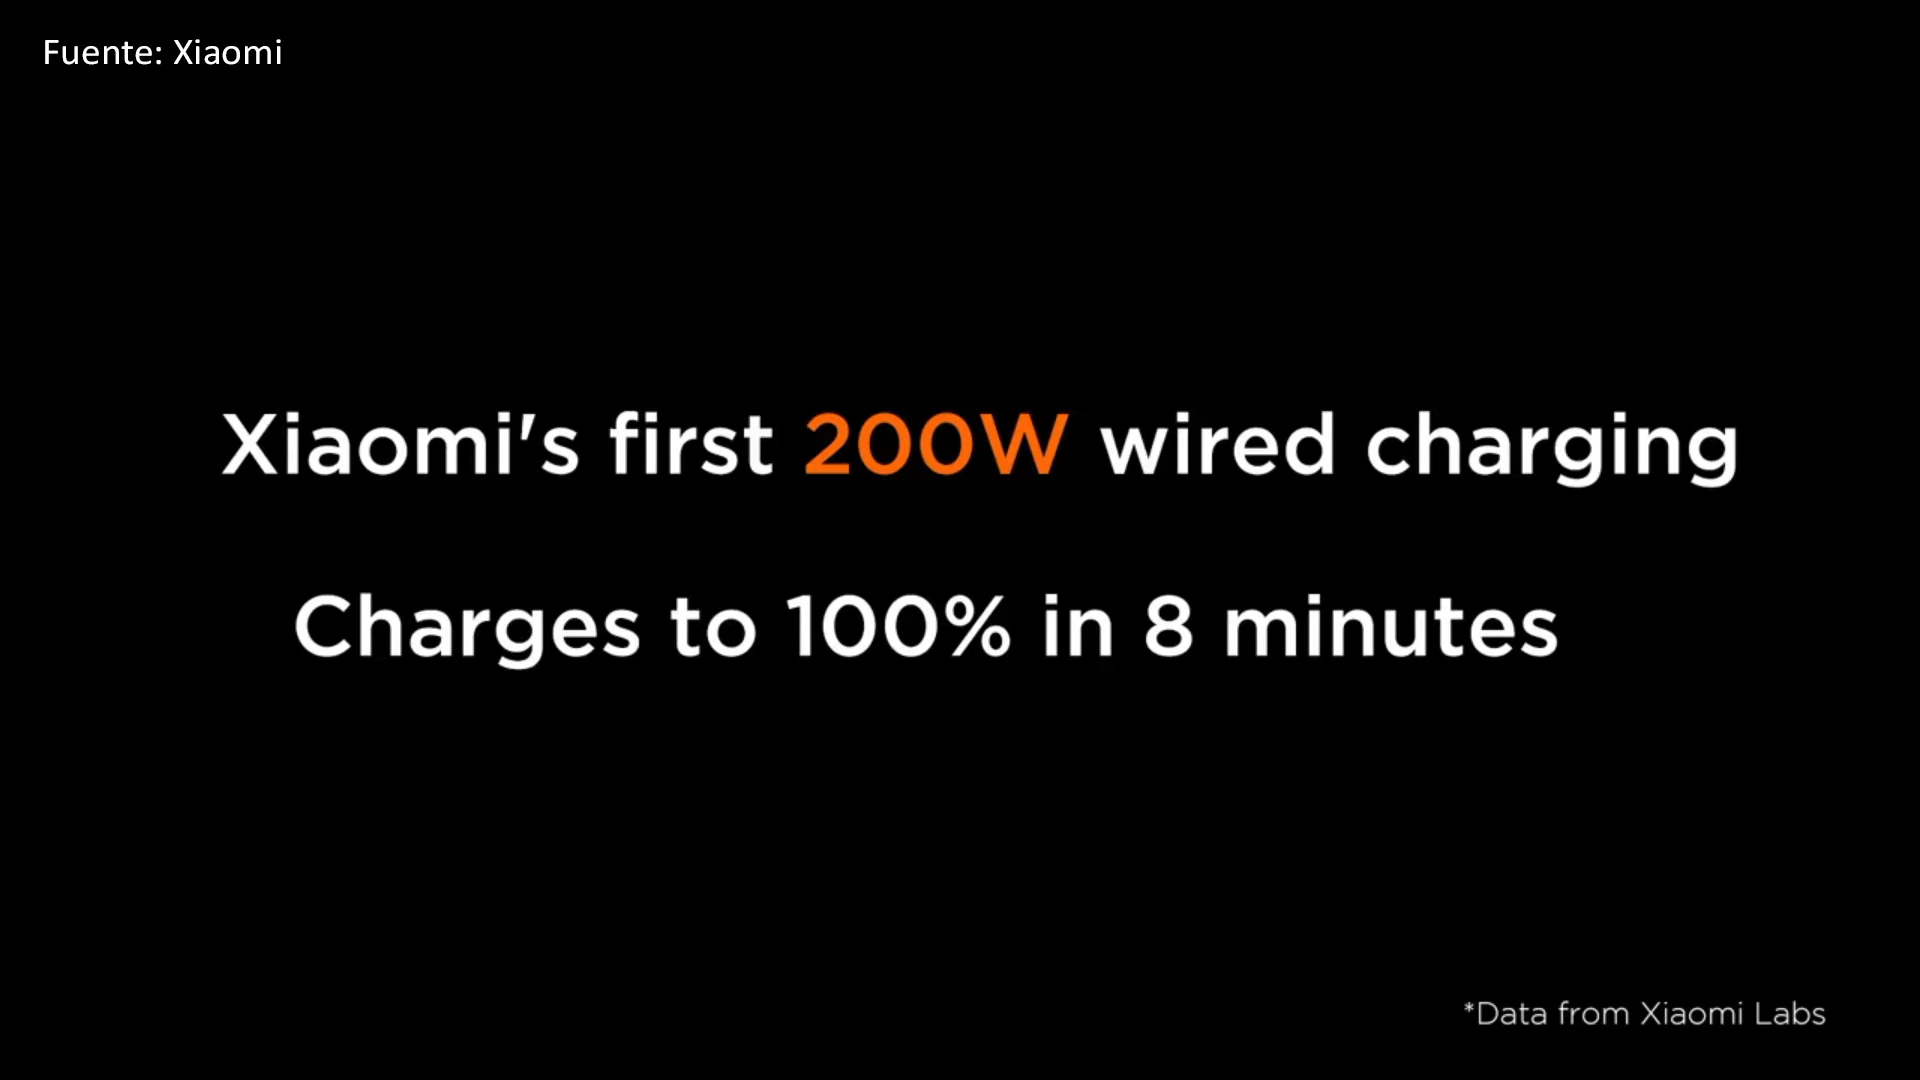 Fuente: Xiaomi
Xiaomi's first 200W wired charging
Charges to 100% in 8 minutes
*Data from Xiaomi Labs